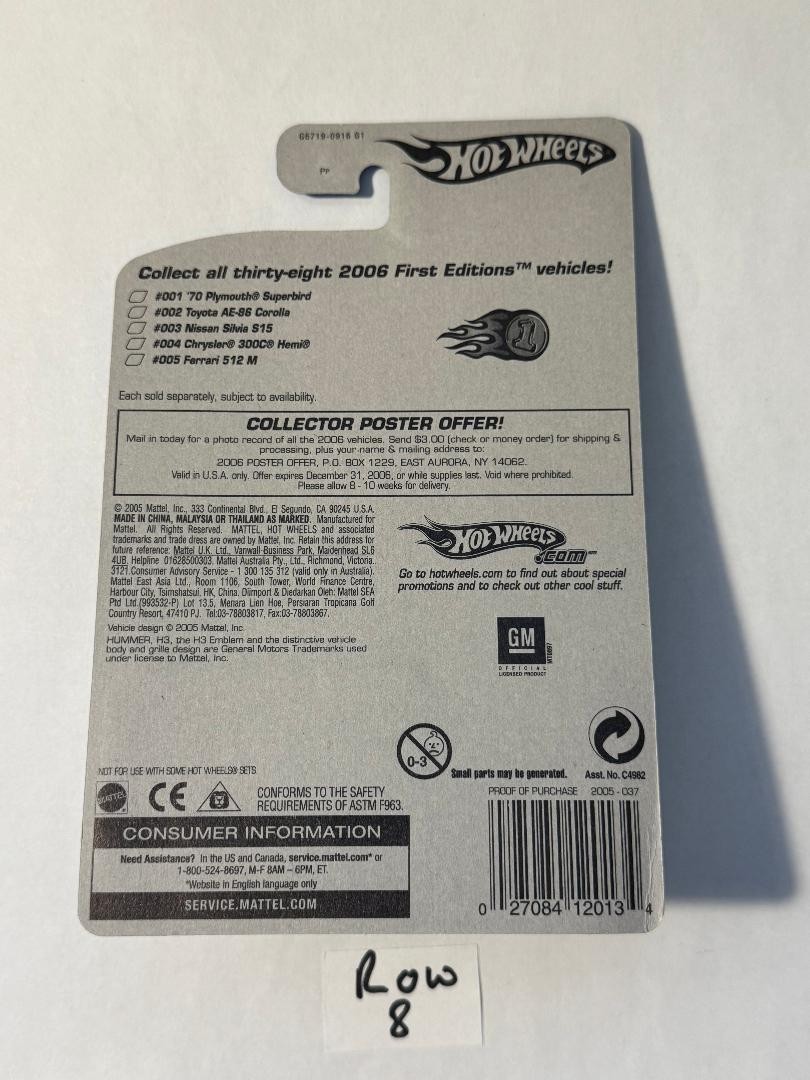 G6719-0916 G1
PP
HOT WHEELS
Collect all thirty-eight 2006 First Editions™ vehicles!
#001 '70 Plymouth® Superbird
#002 Toyota AE-86 Corolla
#003 Nissan Silvia S15
#004 Chrysler® 300C® Hemi®
#005 Ferrari 512 M
1
Each sold separately, subject to availability.
COLLECTOR POSTER OFFER!
Mail in today for a photo record of all the 2006 vehicles. Send $3.00 (check or money order) for shipping &
processing, plus your name & mailing address to:
2006 POSTER OFFER, P.O. BOX 1229, EAST AURORA, NY 14062.
Valid in U.S.A. only. Offer expires December 31, 2006, or while supplies last. Void where prohibited.
Please allow 8 - 10 weeks for delivery.
© 2005 Mattel, Inc., 333 Continental Blvd., El Segundo, CA 90245 U.S.A.
MADE IN CHINA, MALAYSIA OR THAILAND AS MARKED. Manufactured for
Mattel. All Rights Reserved. MATTEL, HOT WHEELS and associated
trademarks and trade dress are owned by Mattel, Inc. Retain this address for
future reference: Mattel U.K. Ltd., Vanwall Business Park, Maidenhead SL6
4UB. Helpline 01628500303. Mattel Australia Pty., Ltd., Richmond, Victoria.
3121.Consumer Advisory Service - 1 300 135 312 (valid only in Australia).
Mattel East Asia Ltd., Room 1106, South Tower, World Finance Centre,
Harbour City, Tsimshatsui, HK, China. Diimport & Diedarkan Oleh: Mattel SEA
Ptd Ltd.(993532-P) Lot 13.5, Menara Lien Hoe, Persiaran Tropicana Golf
Country Resort, 47410 PJ. Tel:03-78803817, Fax:03-78803867.
Vehicle design © 2005 Mattel, Inc.
HUMMER, H3, the H3 Emblem and the distinctive vehicle
body and grille design are General Motors Trademarks used
under license to Mattel, Inc.
HOT WHEELS
.com™
Go to hotwheels.com to find out about special
promotions and to check out other cool stuff.
GM
OFFICIAL
LICENSED PRODUCT
0-3
Small parts may be generated.
Asst. No. C4982
NOT FOR USE WITH SOME HOT WHEELS® SETS
MATTEL
CE
CONFORMS TO THE SAFETY
REQUIREMENTS OF ASTM F963.
CONSUMER INFORMATION
Need Assistance? In the US and Canada, service.mattel.com* or
1-800-524-8697, M-F 8AM – 6PM, ET.
*Website in English language only
SERVICE.MATTEL.COM
PROOF OF PURCHASE 2005 - 037
0 27084 12013 4
Row
8